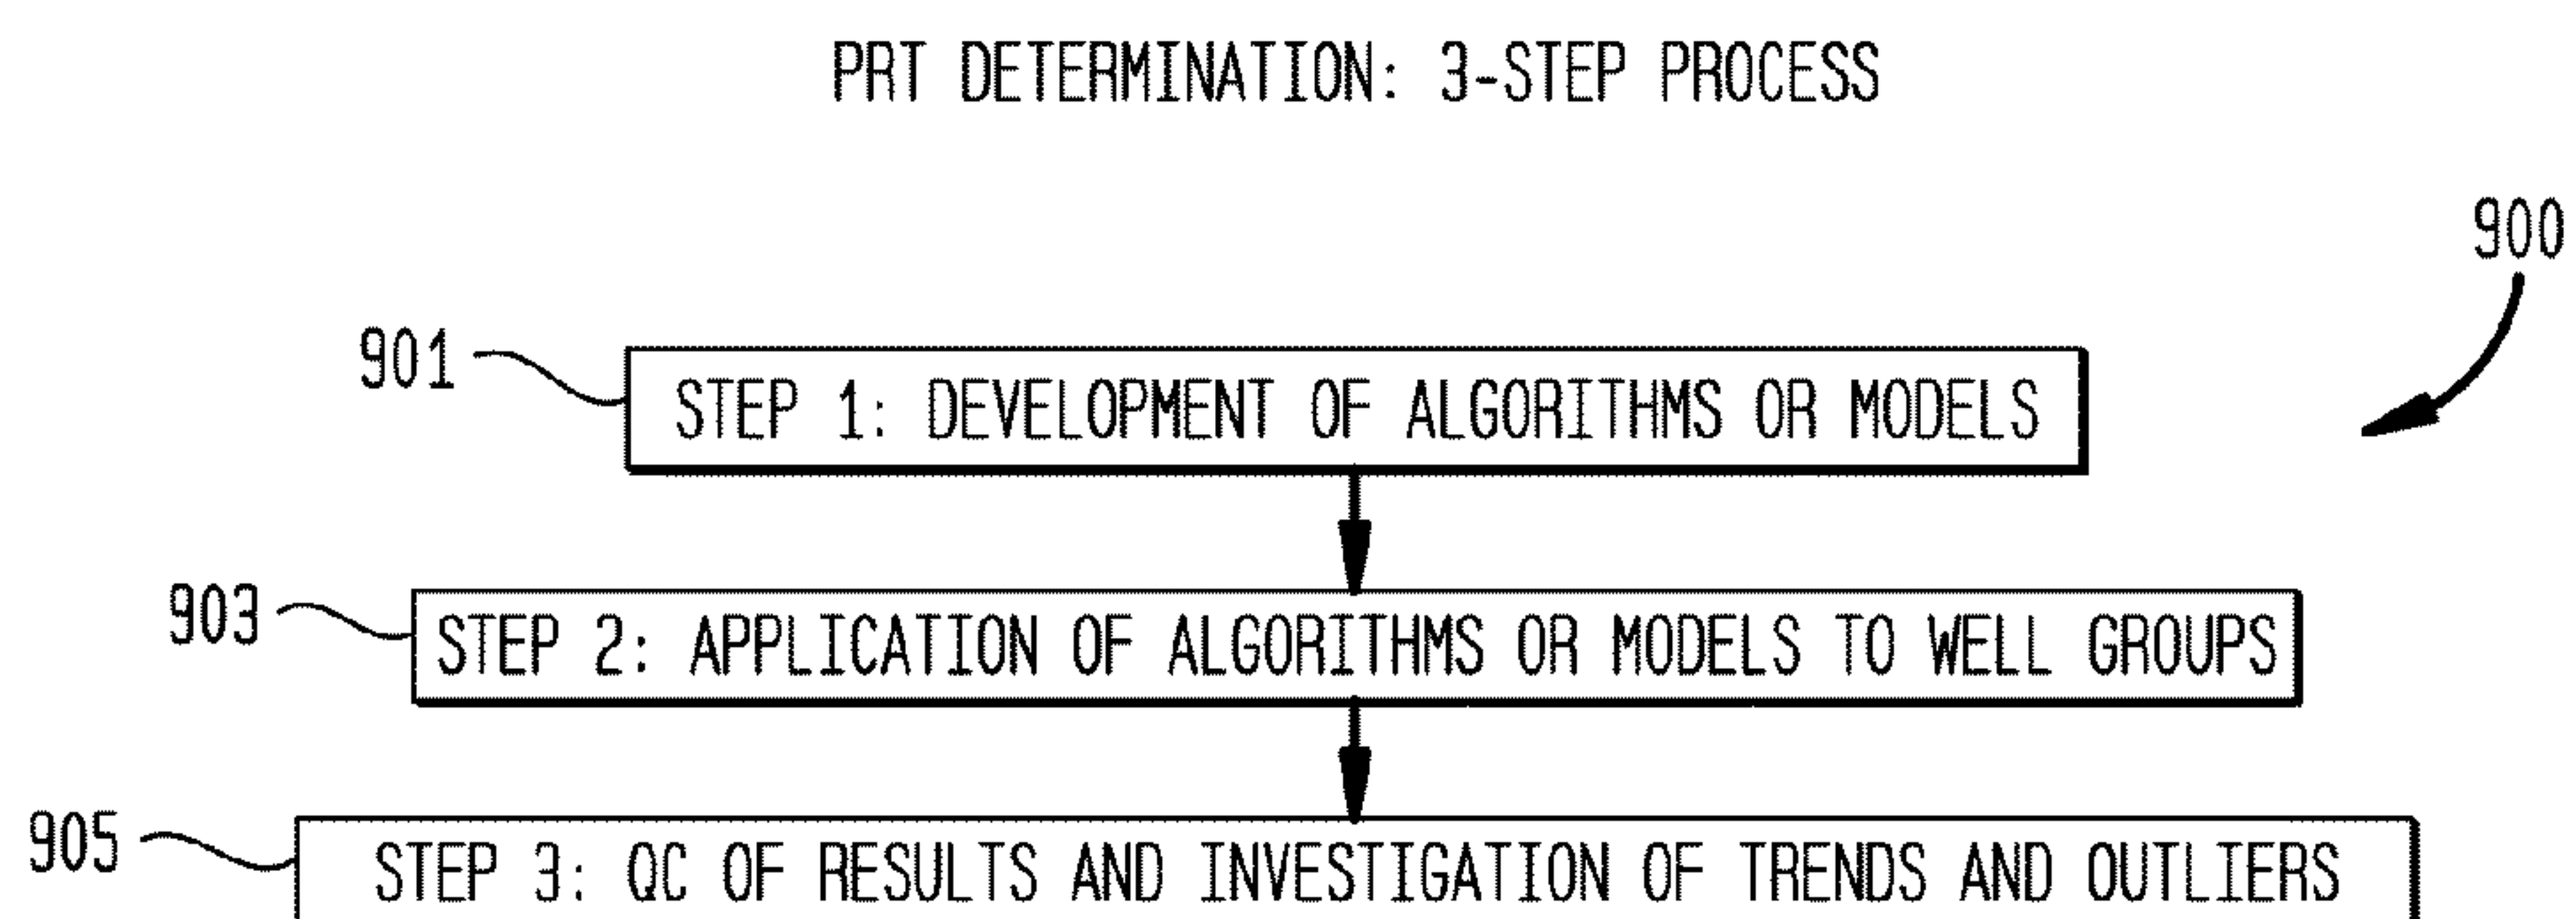 PRT DETERMINATION: 3-STEP PROCESS
900
901
STEP 1: DEVELOPMENT OF ALGORITHMS OR MODELS
903
STEP 2: APPLICATION OF ALGORITHMS OR MODELS TO WELL GROUPS
905
STEP 3: QC OF RESULTS AND INVESTIGATION OF TRENDS AND OUTLIERS